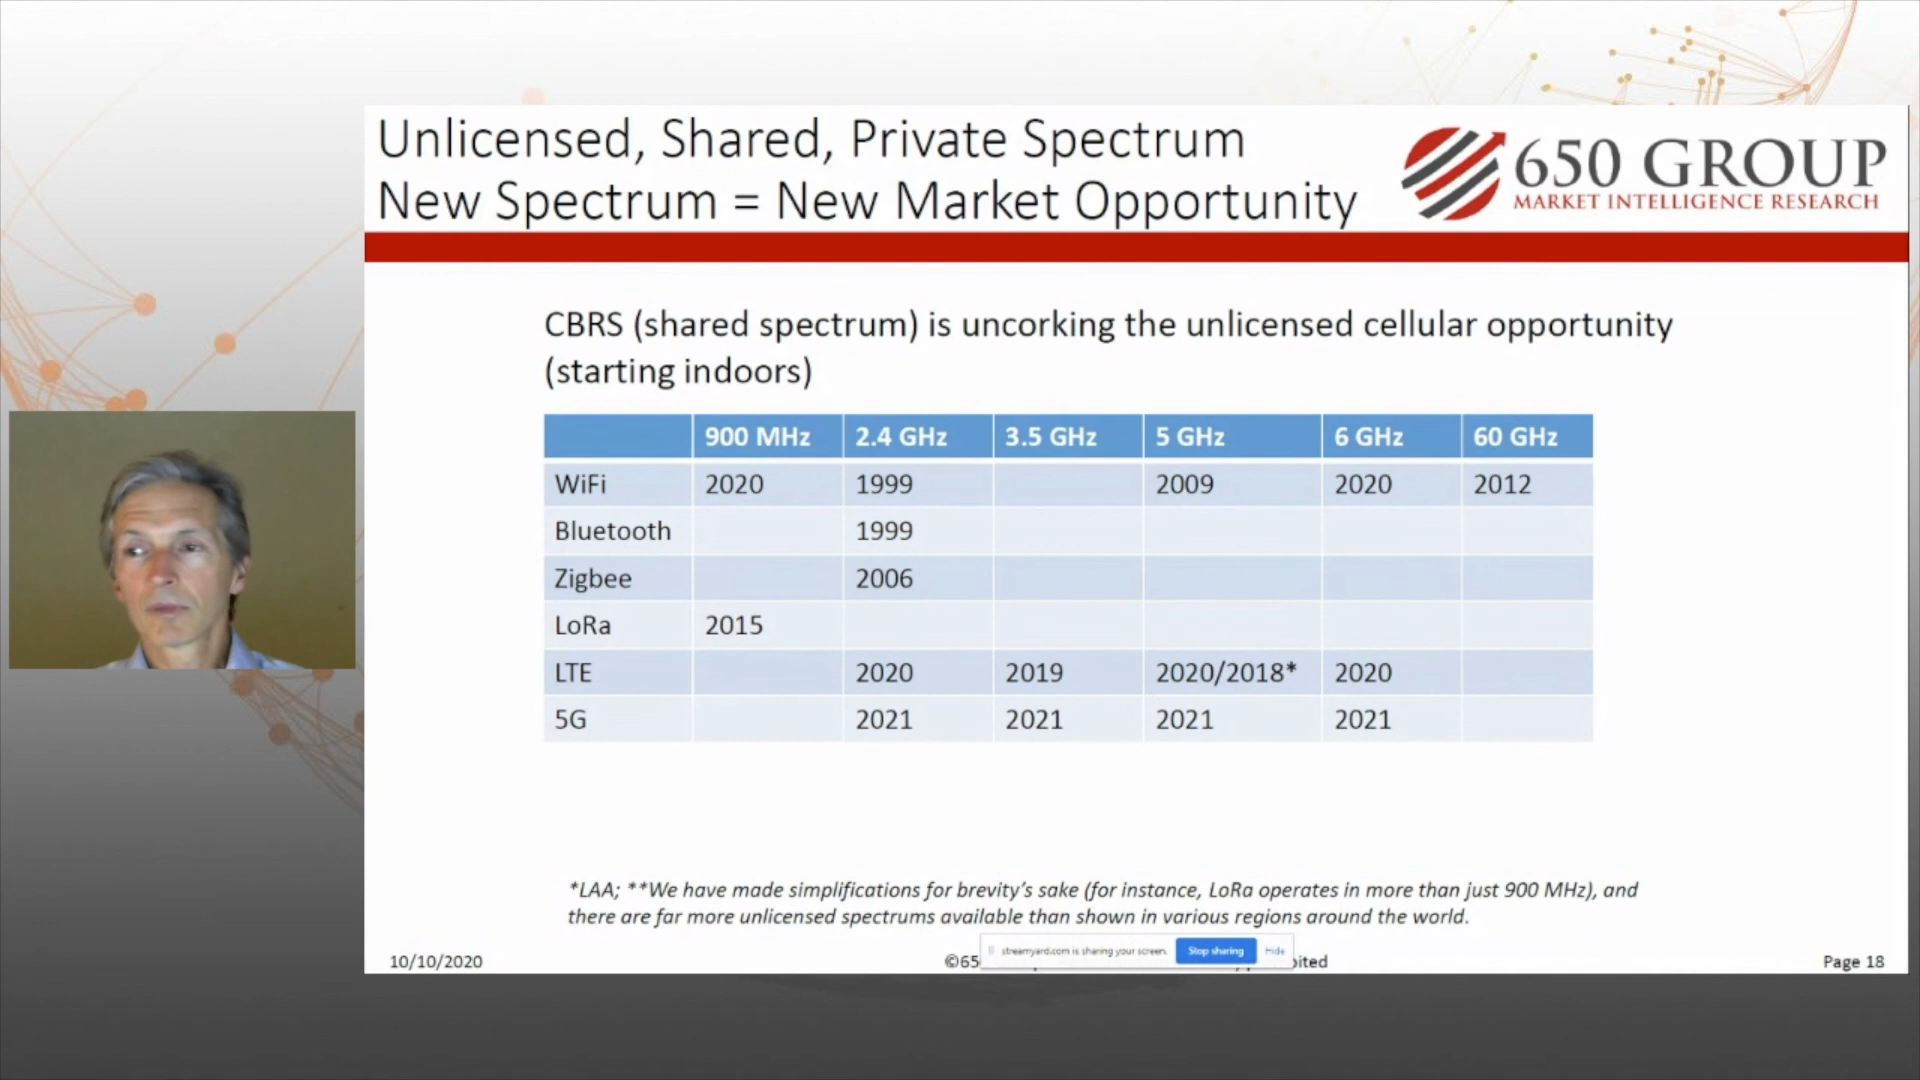 Unlicensed, Shared, Private Spectrum
New Spectrum = New Market Opportunity
650 GROUP
MARKET INTELLIGENCE RESEARCH
CBRS (shared spectrum) is uncorking the unlicensed cellular opportunity
(starting indoors)
900 MHz 2.4 GHz 3.5 GHz 5 GHz 6 GHz 60 GHz
WiFi 2020 1999 2009 2020 2012
Bluetooth 1999
Zigbee 2006
LoRa 2015
LTE 2020 2019 2020/2018* 2020
5G 2021 2021 2021 2021
*LAA; **We have made simplifications for brevity's sake (for instance, LoRa operates in more than just 900 MHz), and
there are far more unlicensed spectrums available than shown in various regions around the world.
streamyard.com is sharing your screen. Stop sharing Hide
10/10/2020 ©65 ited Page 18